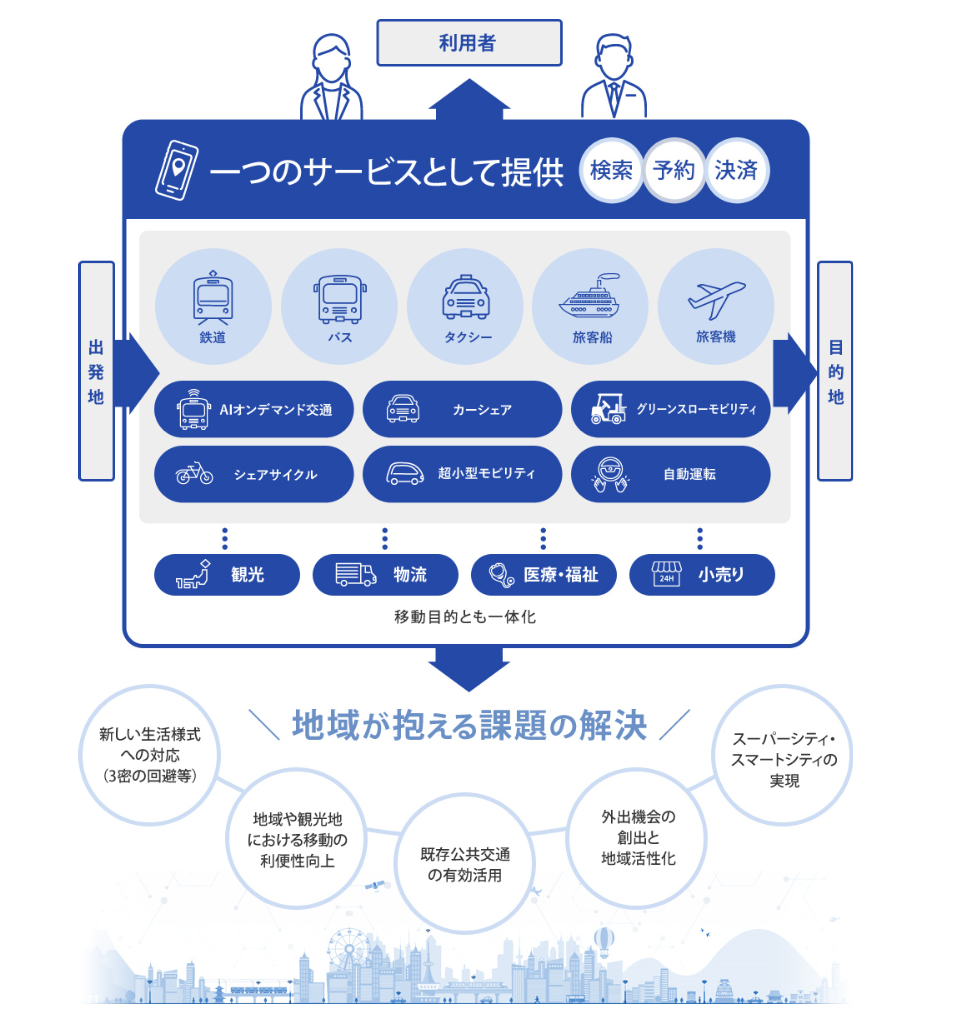 利用者
一つのサービスとして提供
検索
予約
決済
出発地
目的地
鉄道
バス
タクシー
旅客船
旅客機
AIオンデマンド交通
カーシェア
グリーンスローモビリティ
シェアサイクル
超小型モビリティ
自動運転
観光
物流
医療・福祉
24H
小売り
移動目的とも一体化
地域が抱える課題の解決
新しい生活様式
への対応
（3密の回避等）
地域や観光地
における移動の
利便性向上
既存公共交通
の有効活用
外出機会の
創出と
地域活性化
スーパーシティ・
スマートシティの
実現